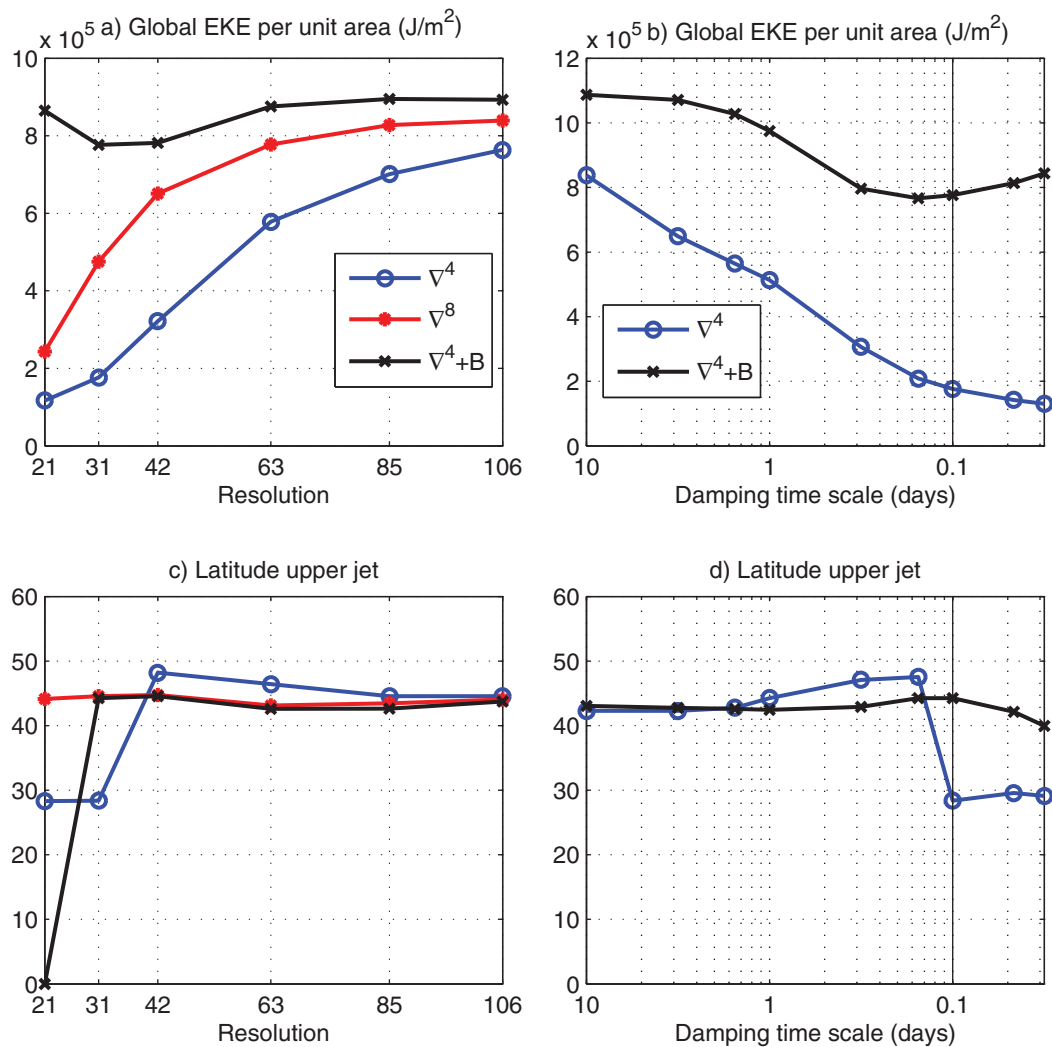 x 10^5 a) Global EKE per unit area (J/m^2)
10
8
6
4
2
0
21 31 42 63 85 106
Resolution
∇^4
∇^8
∇^4+B
x 10^5 b) Global EKE per unit area (J/m^2)
12
10
8
6
4
2
0
10 1 0.1
Damping time scale (days)
∇^4
∇^4+B
c) Latitude upper jet
60
50
40
30
20
10
0
21 31 42 63 85 106
Resolution
d) Latitude upper jet
60
50
40
30
20
10
0
10 1 0.1
Damping time scale (days)